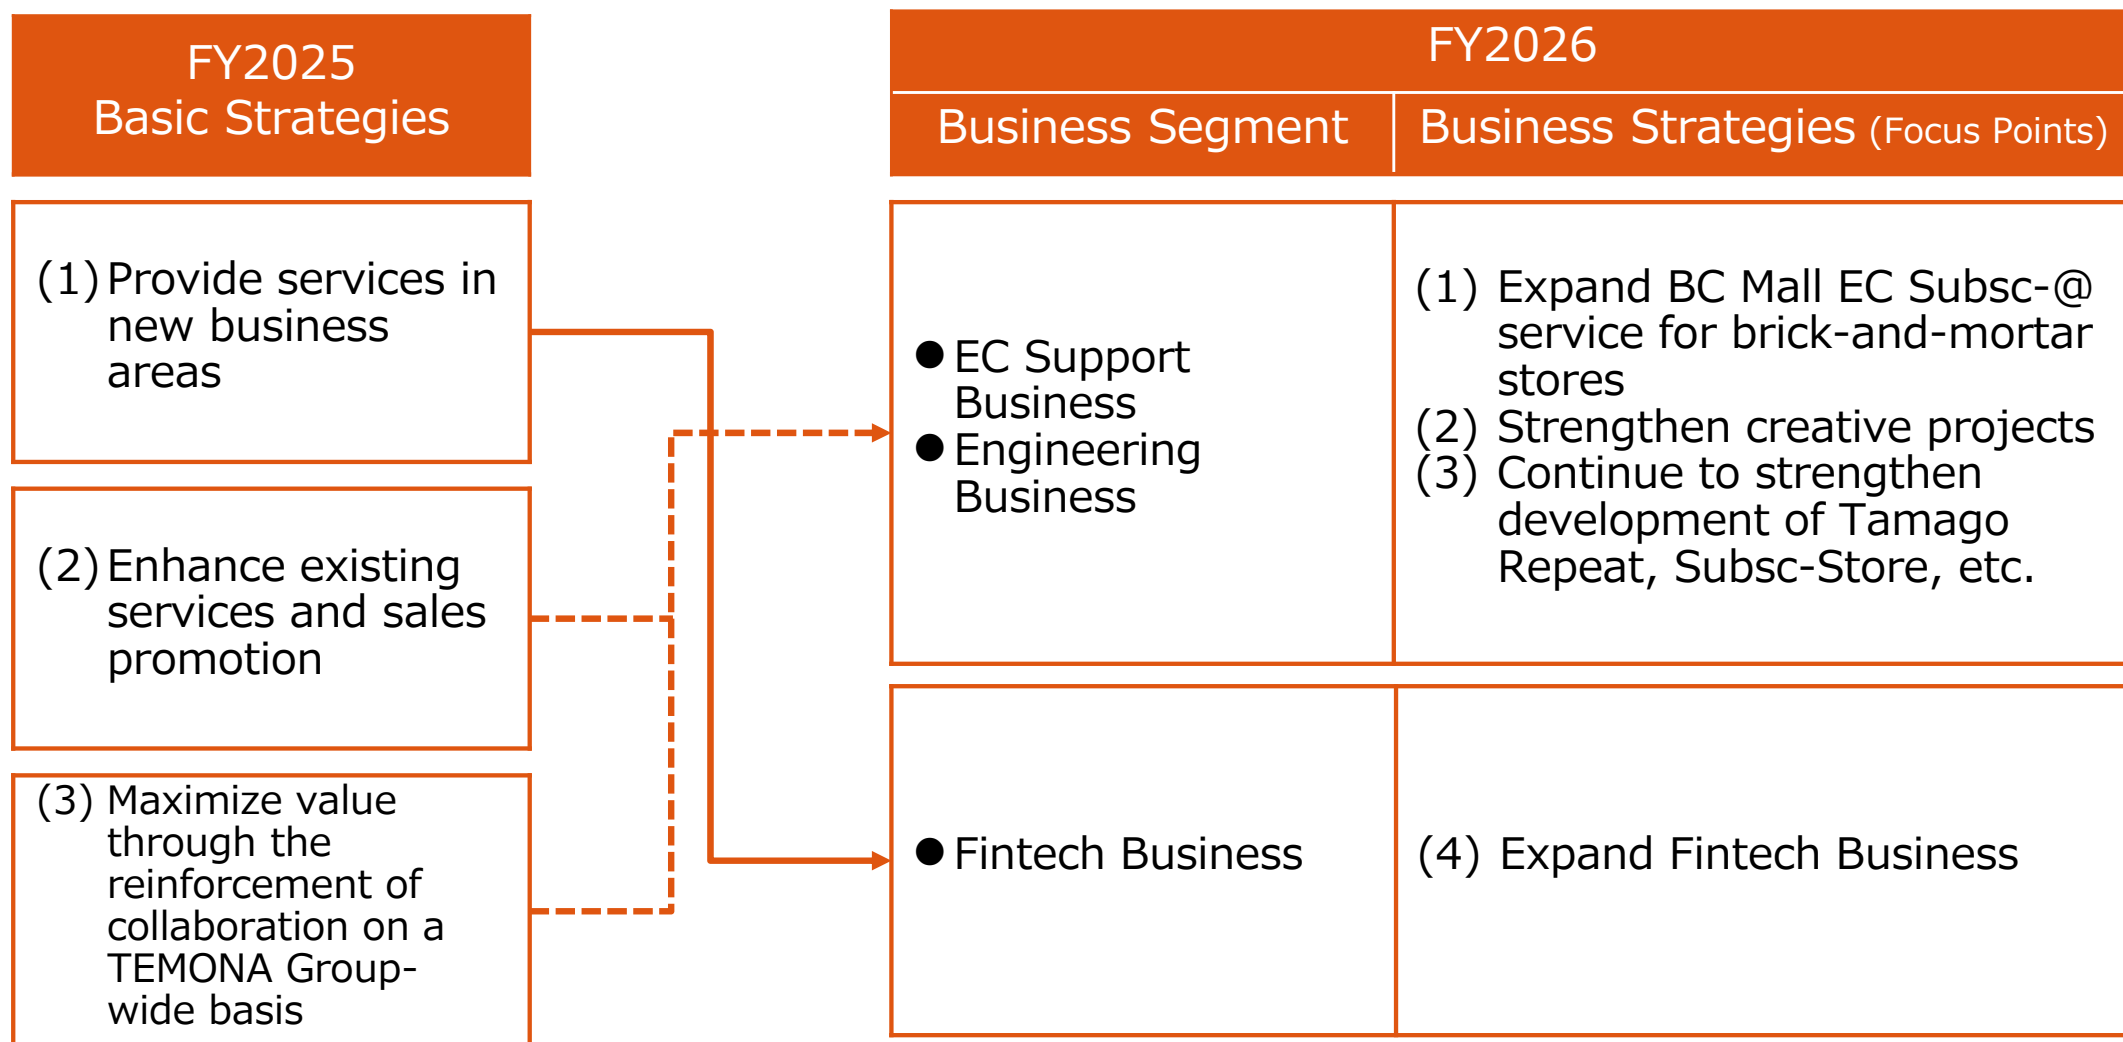 FY2025
Basic Strategies
(1) Provide services in
new business
areas
(2) Enhance existing
services and sales
promotion
(3) Maximize value
through the
reinforcement of
collaboration on a
TEMONA Group-
wide basis
FY2026
Business Segment
Business Strategies (Focus Points)
● EC Support
Business
● Engineering
Business
(1) Expand BC Mall EC Subsc-@
service for brick-and-mortar
stores
(2) Strengthen creative projects
(3) Continue to strengthen
development of Tamago
Repeat, Subsc-Store, etc.
● Fintech Business
(4) Expand Fintech Business